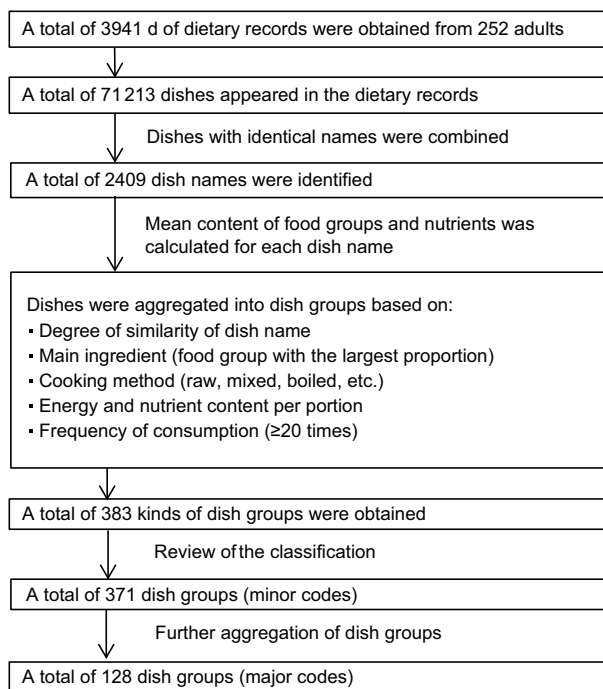 A total of 3941 d of dietary records were obtained from 252 adults
A total of 71 213 dishes appeared in the dietary records
Dishes with identical names were combined
A total of 2409 dish names were identified
Mean content of food groups and nutrients was
calculated for each dish name
Dishes were aggregated into dish groups based on:
▪ Degree of similarity of dish name
▪ Main ingredient (food group with the largest proportion)
▪ Cooking method (raw, mixed, boiled, etc.)
▪ Energy and nutrient content per portion
▪ Frequency of consumption (≥20 times)
A total of 383 kinds of dish groups were obtained
Review of the classification
A total of 371 dish groups (minor codes)
Further aggregation of dish groups
A total of 128 dish groups (major codes)